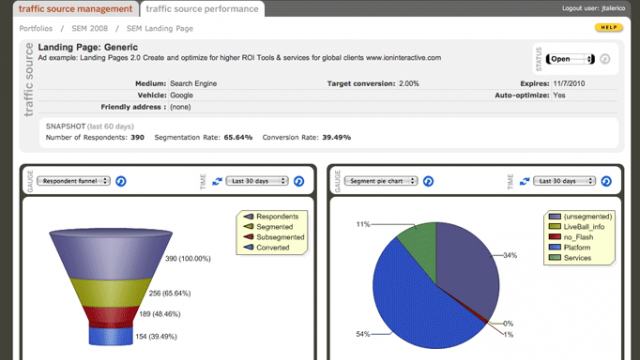 traffic source management traffic source performance Logout user: jtalerico
Portfolios / SEM 2008 / SEM Landing Page HELP
traffic source
Landing Page: Generic
Ad example: Landing Pages 2.0 Create and optimize for higher ROI Tools & services for global clients www.ioninteractive.com
STATUS
Open
Medium: Search Engine Target conversion: 2.00% Expires: 11/7/2010
Vehicle: Google Auto-optimize: Yes
Friendly address : (none)
SNAPSHOT (last 60 days)
Number of Respondents: 390 Segmentation Rate: 65.64% Conversion Rate: 39.49%
GAUGE Respondent funnel TIME Last 30 days
Respondents
Segmented
Subsegmented
Converted
390 (100.00%)
256 (65.64%)
189 (48.46%)
154 (39.49%)
GAUGE Segment pie chart TIME Last 30 days
(unsegmented)
LiveBall_info
no_Flash
Platform
Services
11%
34%
0%
1%
54%